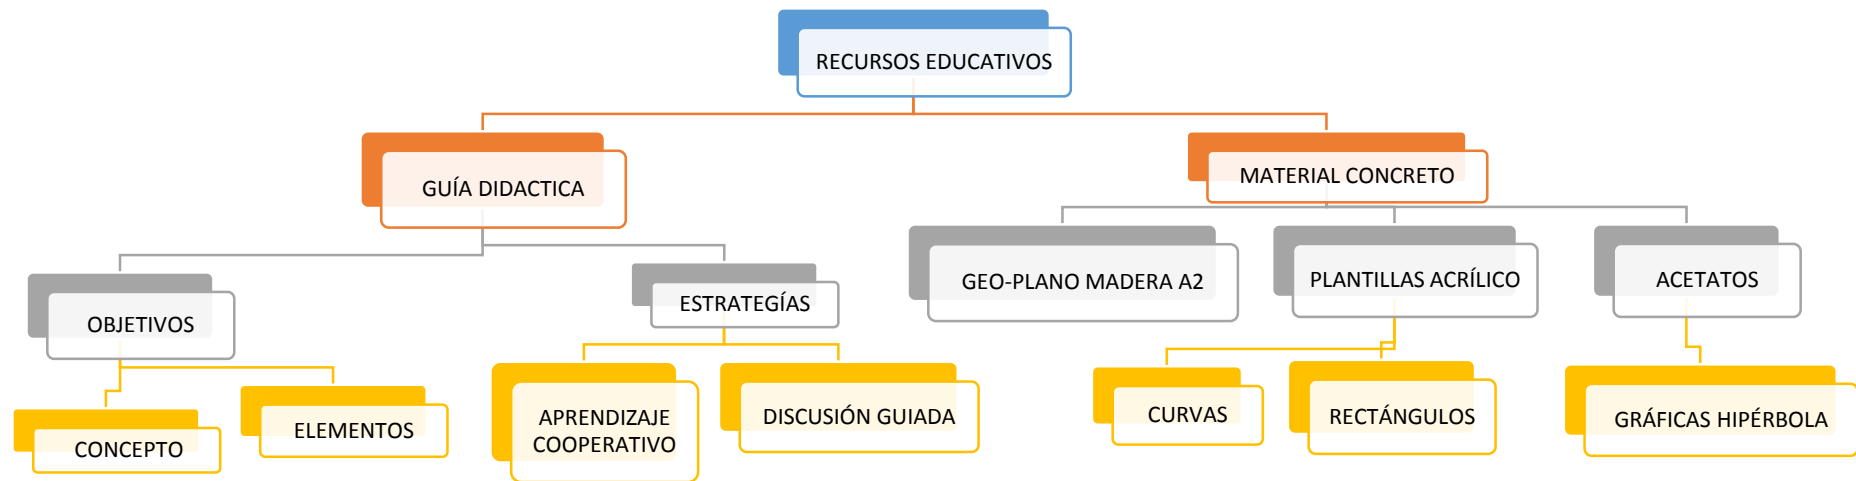 RECURSOS EDUCATIVOS
GUÍA DIDACTICA
MATERIAL CONCRETO
OBJETIVOS
ESTRATEGÍAS
GEO-PLANO MADERA A2
PLANTILLAS ACRÍLICO
ACETATOS
CONCEPTO
ELEMENTOS
APRENDIZAJE
COOPERATIVO
DISCUSIÓN GUIADA
CURVAS
RECTÁNGULOS
GRÁFICAS HIPÉRBOLA